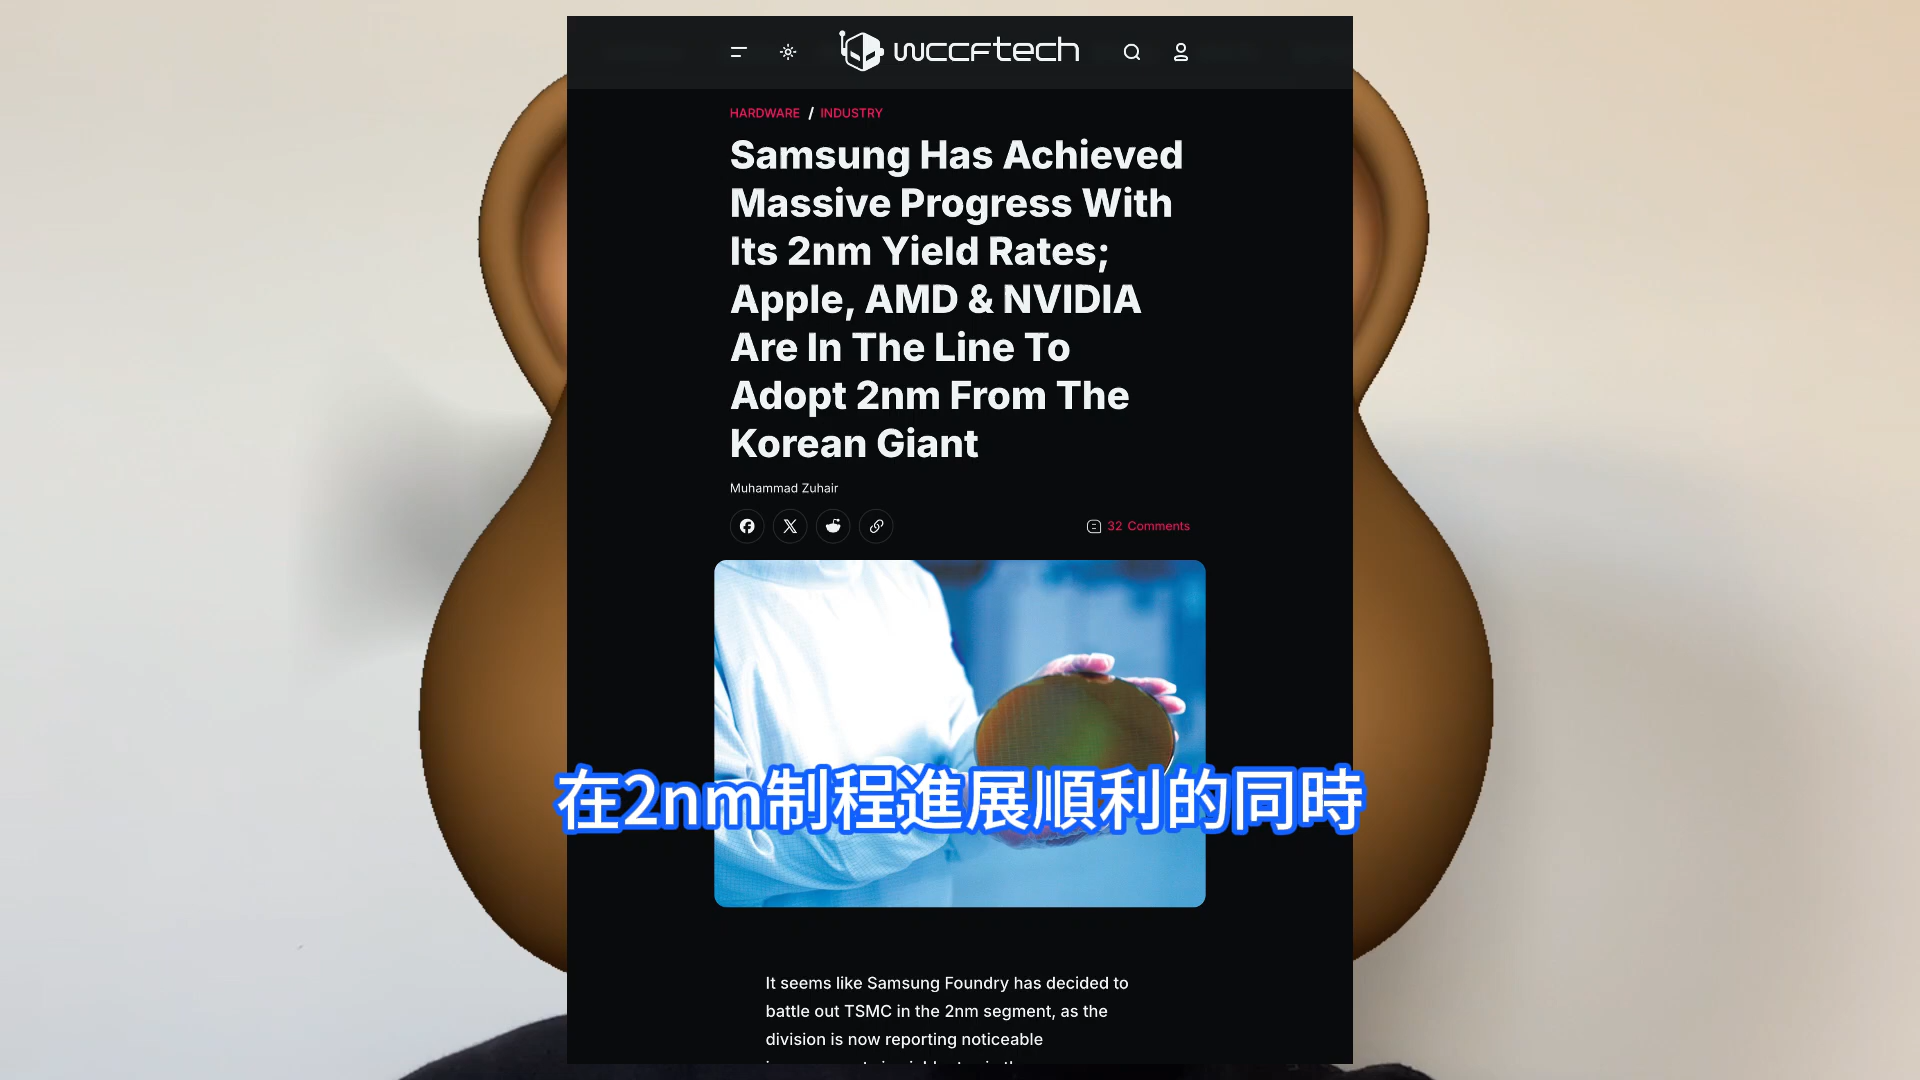 wccftech
HARDWARE / INDUSTRY
Samsung Has Achieved
Massive Progress With
Its 2nm Yield Rates;
Apple, AMD & NVIDIA
Are In The Line To
Adopt 2nm From The
Korean Giant
Muhammad Zuhair
32 Comments
在2nm制程進展順利的同時
It seems like Samsung Foundry has decided to
battle out TSMC in the 2nm segment, as the
division is now reporting noticeable